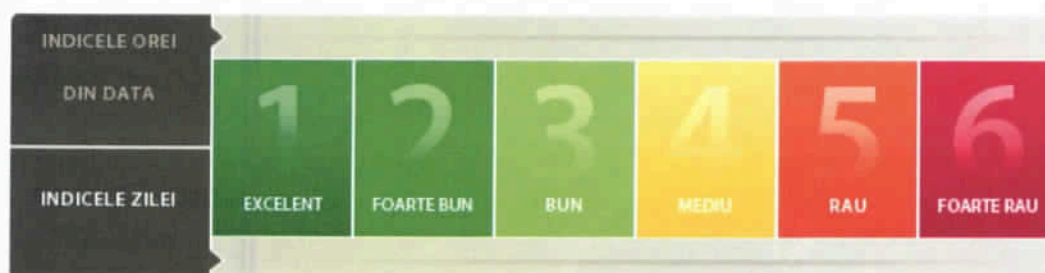 INDICELE OREI
DIN DATA
INDICELE ZILEI
1 2 3 4 5 6
EXCELENT FOARTE BUN BUN MEDIU RAU FOARTE RAU